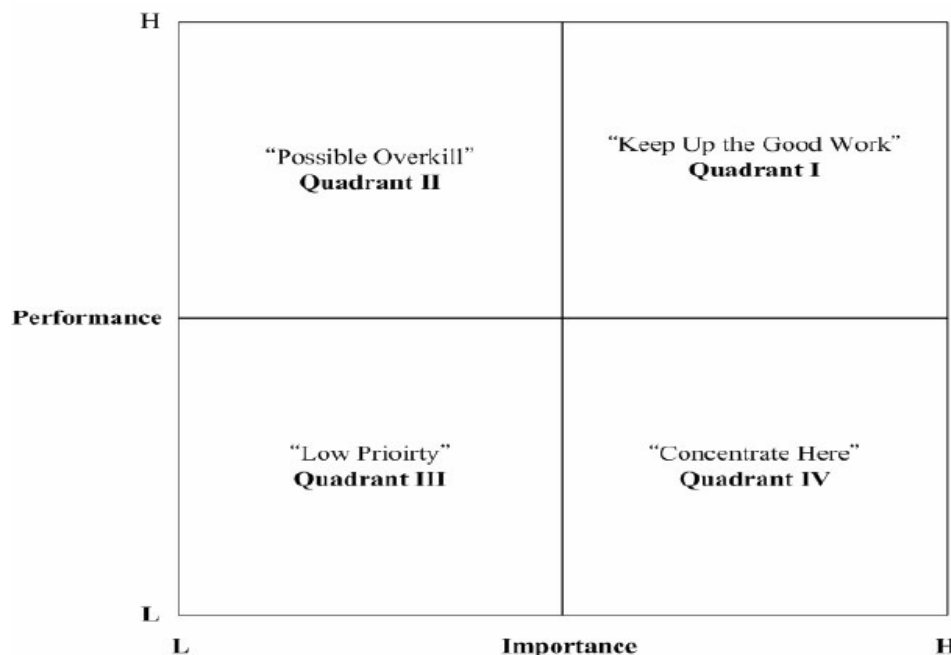 H
“Possible Overkill”
Quadrant II
“Keep Up the Good Work”
Quadrant I
Performance
“Low Prioirty”
Quadrant III
“Concentrate Here”
Quadrant IV
L
L
Importance
H